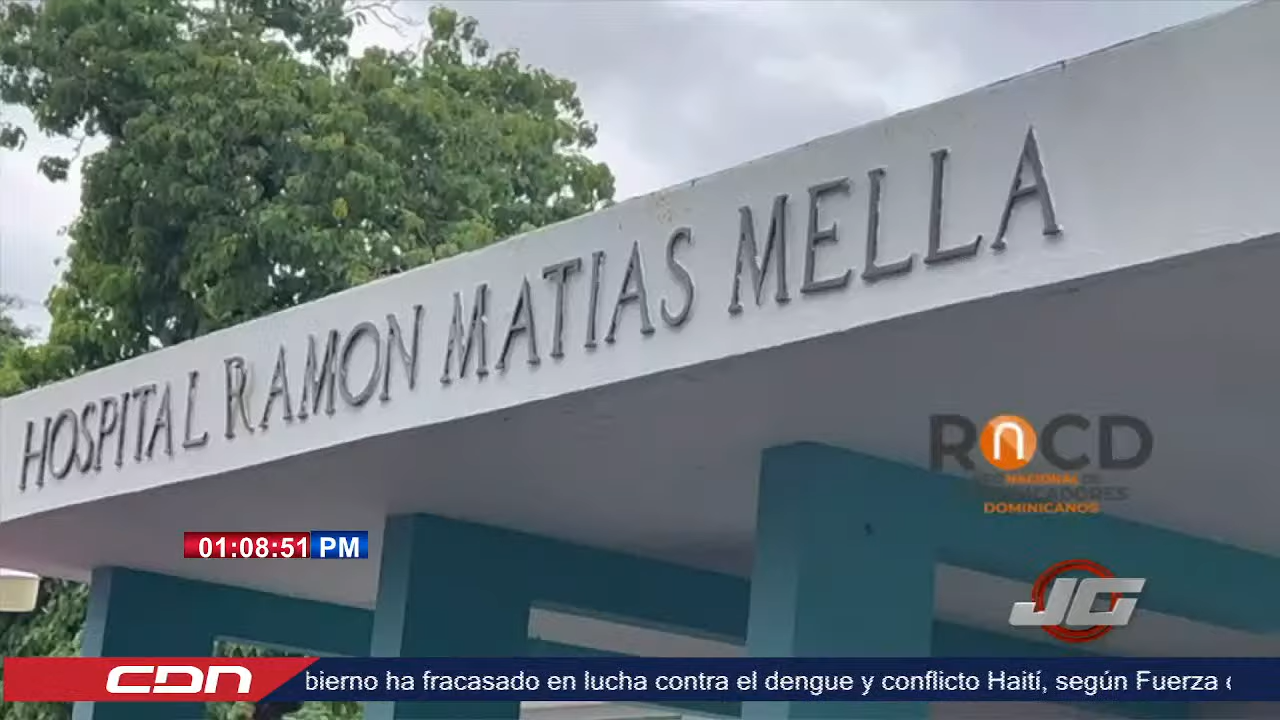 HOSPITAL RAMON MATIAS MELLA
RNCD
NACIONAL DE
DOMINICANOS
01:08:51 PM
JG
CDN bierno ha fracasado en lucha contra el dengue y conflicto Haití, según Fuerza